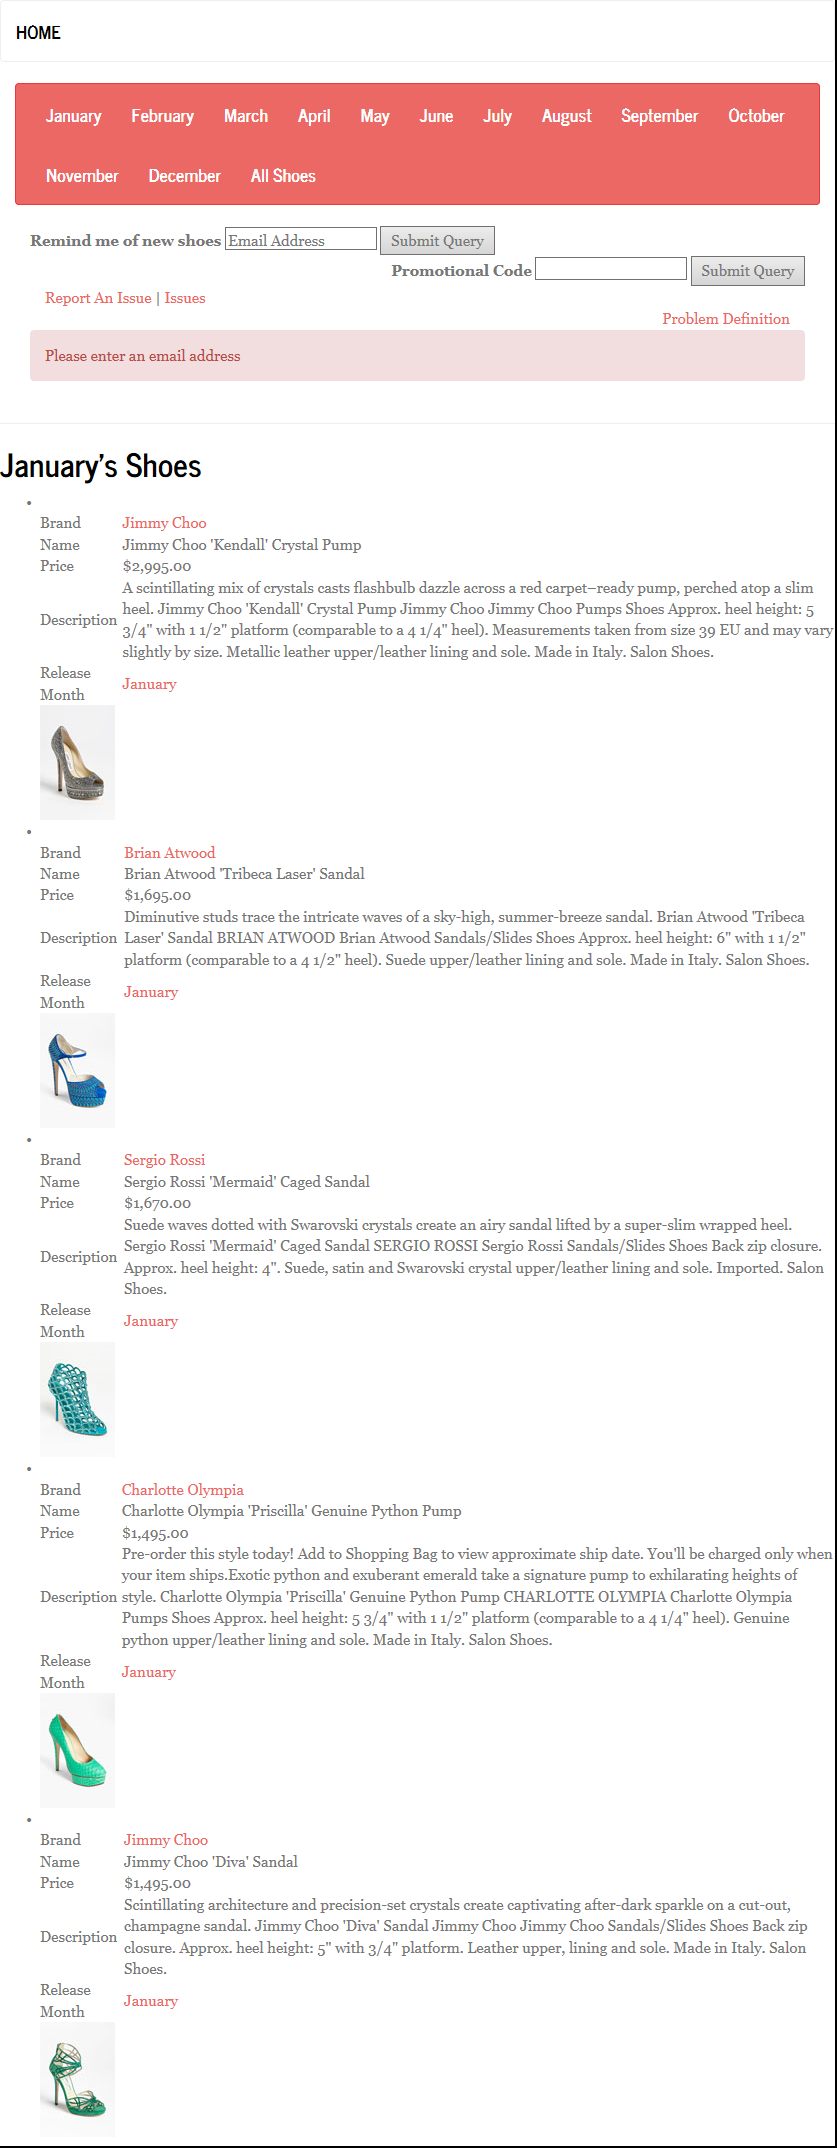 HOME
January February March April May June July August September October
November December All Shoes
Remind me of new shoes Email Address Submit Query
Promotional Code Submit Query
Report An Issue | Issues
Problem Definition
Please enter an email address
January's Shoes
Brand Jimmy Choo
Name Jimmy Choo 'Kendall' Crystal Pump
Price $2,995.00
Description A scintillating mix of crystals casts flashbulb dazzle across a red carpet–ready pump, perched atop a slim
heel. Jimmy Choo 'Kendall' Crystal Pump Jimmy Choo Jimmy Choo Pumps Shoes Approx. heel height: 5
3/4" with 1 1/2" platform (comparable to a 4 1/4" heel). Measurements taken from size 39 EU and may vary
slightly by size. Metallic leather upper/leather lining and sole. Made in Italy. Salon Shoes.
Release
Month January
Brand Brian Atwood
Name Brian Atwood 'Tribeca Laser' Sandal
Price $1,695.00
Description Diminutive studs trace the intricate waves of a sky-high, summer-breeze sandal. Brian Atwood 'Tribeca
Laser' Sandal BRIAN ATWOOD Brian Atwood Sandals/Slides Shoes Approx. heel height: 6" with 1 1/2"
platform (comparable to a 4 1/2" heel). Suede upper/leather lining and sole. Made in Italy. Salon Shoes.
Release
Month January
Brand Sergio Rossi
Name Sergio Rossi 'Mermaid' Caged Sandal
Price $1,670.00
Description Suede waves dotted with Swarovski crystals create an airy sandal lifted by a super-slim wrapped heel.
Sergio Rossi 'Mermaid' Caged Sandal SERGIO ROSSI Sergio Rossi Sandals/Slides Shoes Back zip closure.
Approx. heel height: 4". Suede, satin and Swarovski crystal upper/leather lining and sole. Imported. Salon
Shoes.
Release
Month January
Brand Charlotte Olympia
Name Charlotte Olympia 'Priscilla' Genuine Python Pump
Price $1,495.00
Description Pre-order this style today! Add to Shopping Bag to view approximate ship date. You'll be charged only when
your item ships.Exotic python and exuberant emerald take a signature pump to exhilarating heights of
style. Charlotte Olympia 'Priscilla' Genuine Python Pump CHARLOTTE OLYMPIA Charlotte Olympia
Pumps Shoes Approx. heel height: 5 3/4" with 1 1/2" platform (comparable to a 4 1/4" heel). Genuine
python upper/leather lining and sole. Made in Italy. Salon Shoes.
Release
Month January
Brand Jimmy Choo
Name Jimmy Choo 'Diva' Sandal
Price $1,495.00
Description Scintillating architecture and precision-set crystals create captivating after-dark sparkle on a cut-out,
champagne sandal. Jimmy Choo 'Diva' Sandal Jimmy Choo Jimmy Choo Sandals/Slides Shoes Back zip
closure. Approx. heel height: 5" with 3/4" platform. Leather upper, lining and sole. Made in Italy. Salon
Shoes.
Release
Month January